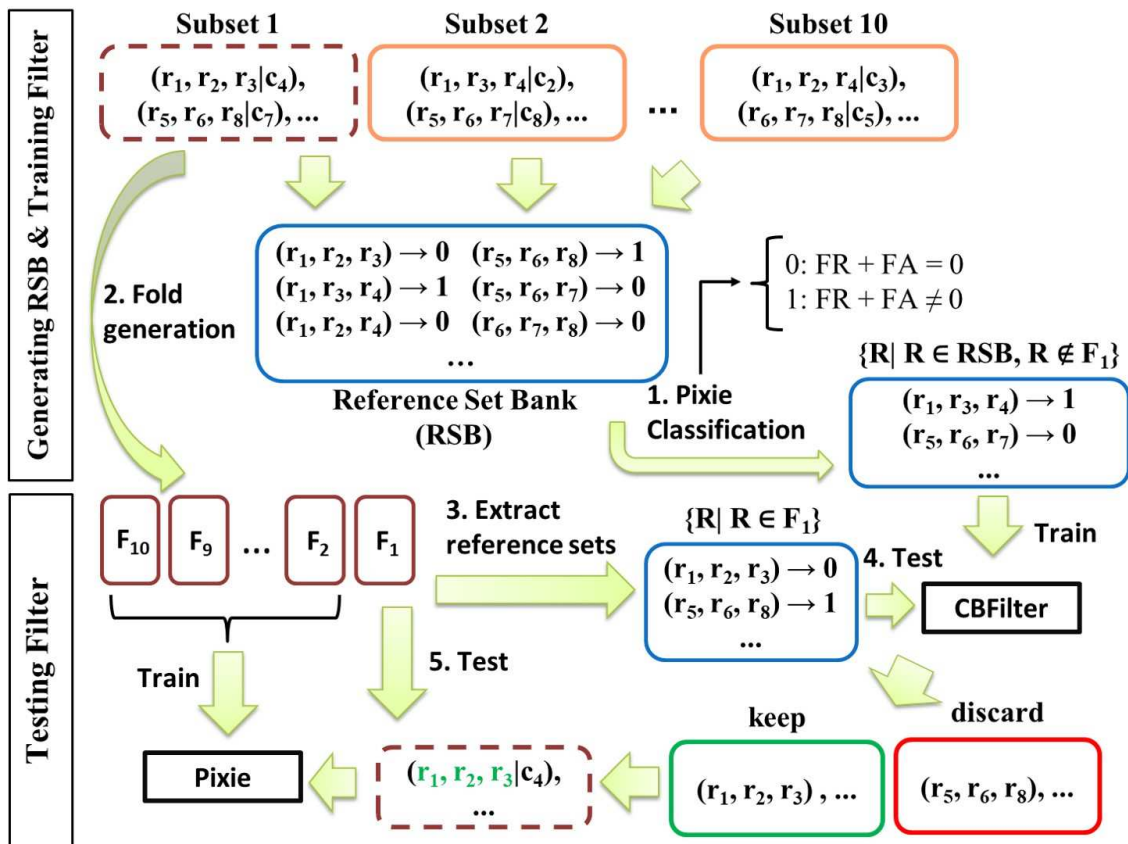 Generating RSB & Training Filter
Subset 1
Subset 2
Subset 10
(r₁, r₂, r₃|c₄),
(r₅, r₆, r₈|c₇), ...
(r₁, r₃, r₄|c₂),
(r₅, r₆, r₇|c₈), ...
...
(r₁, r₂, r₄|c₃),
(r₆, r₇, r₈|c₅), ...
2. Fold
generation
(r₁, r₂, r₃) → 0 (r₅, r₆, r₈) → 1
(r₁, r₃, r₄) → 1 (r₅, r₆, r₇) → 0
(r₁, r₂, r₄) → 0 (r₆, r₇, r₈) → 0
...
Reference Set Bank
(RSB)
0: FR + FA = 0
1: FR + FA ≠ 0
1. Pixie
Classification
{R| R ∈ RSB, R ∉ F₁}
(r₁, r₃, r₄) → 1
(r₅, r₆, r₇) → 0
...
Testing Filter
F₁₀ F₉ ... F₂ F₁
3. Extract
reference sets
{R| R ∈ F₁}
(r₁, r₂, r₃) → 0
(r₅, r₆, r₈) → 1
...
Train
4. Test
CBFilter
Train
5. Test
Pixie
(r₁, r₂, r₃|c₄),
...
keep
(r₁, r₂, r₃) , ...
discard
(r₅, r₆, r₈), ...